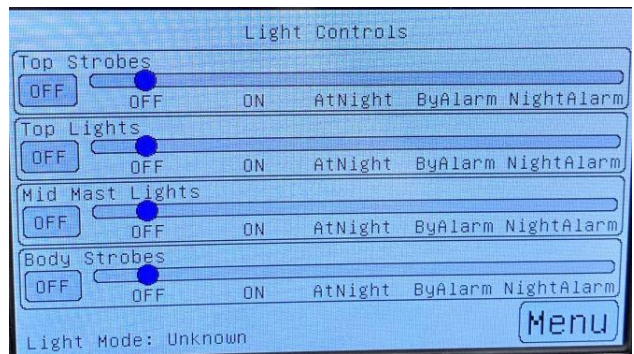 Light Controls
Top Strobes
OFF
OFF ON AtNight ByAlarm NightAlarm
Top Lights
OFF
OFF ON AtNight ByAlarm NightAlarm
Mid Mast Lights
OFF
OFF ON AtNight ByAlarm NightAlarm
Body Strobes
OFF
OFF ON AtNight ByAlarm NightAlarm
Menu
Light Mode: Unknown